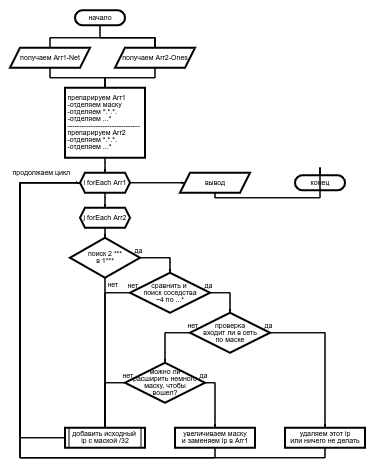 начало
получаем Arr1-Net
получаем Arr2-Ones
препарируем Arr1
-отделяем маску
-отделяем *.*.*.
-отделяем ...*
--------------------------------
препарируем Arr2
-отделяем *.*.*.
-отделяем ...*
продолжаем цикл
i forEach Arr1
вывод
конец
j forEach Arr2
поиск 2 ***
в 1***
да
нет
сравнить и
поиск соседства
~4 по ...*
нет
да
проверка
входит ли в сеть
по маске
нет
да
можно ли
расширить немного
маску, чтобы
вошел?
нет
да
добавить исходный
ip с маской /32
увеличиваем маску
и заменяем ip в Arr1
удаляем этот ip
или ничего не делать